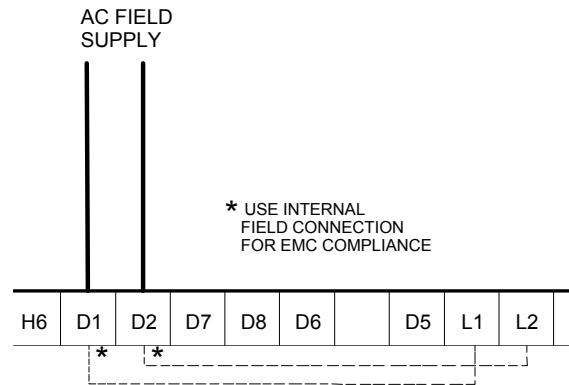 AC FIELD
SUPPLY
* USE INTERNAL
FIELD CONNECTION
FOR EMC COMPLIANCE
H6 D1 D2 D7 D8 D6 D5 L1 L2
* *